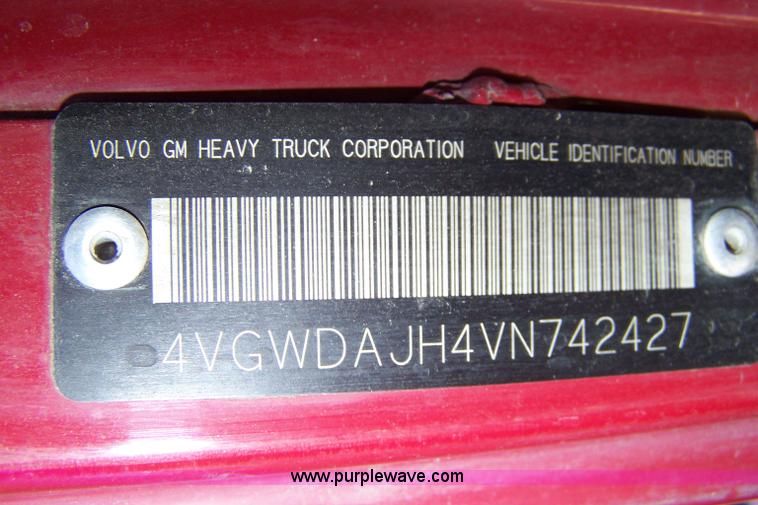 VOLVO GM HEAVY TRUCK CORPORATION VEHICLE IDENTIFICATION NUMBER
4VGWDAJH4VN742427
www.purplewave.com